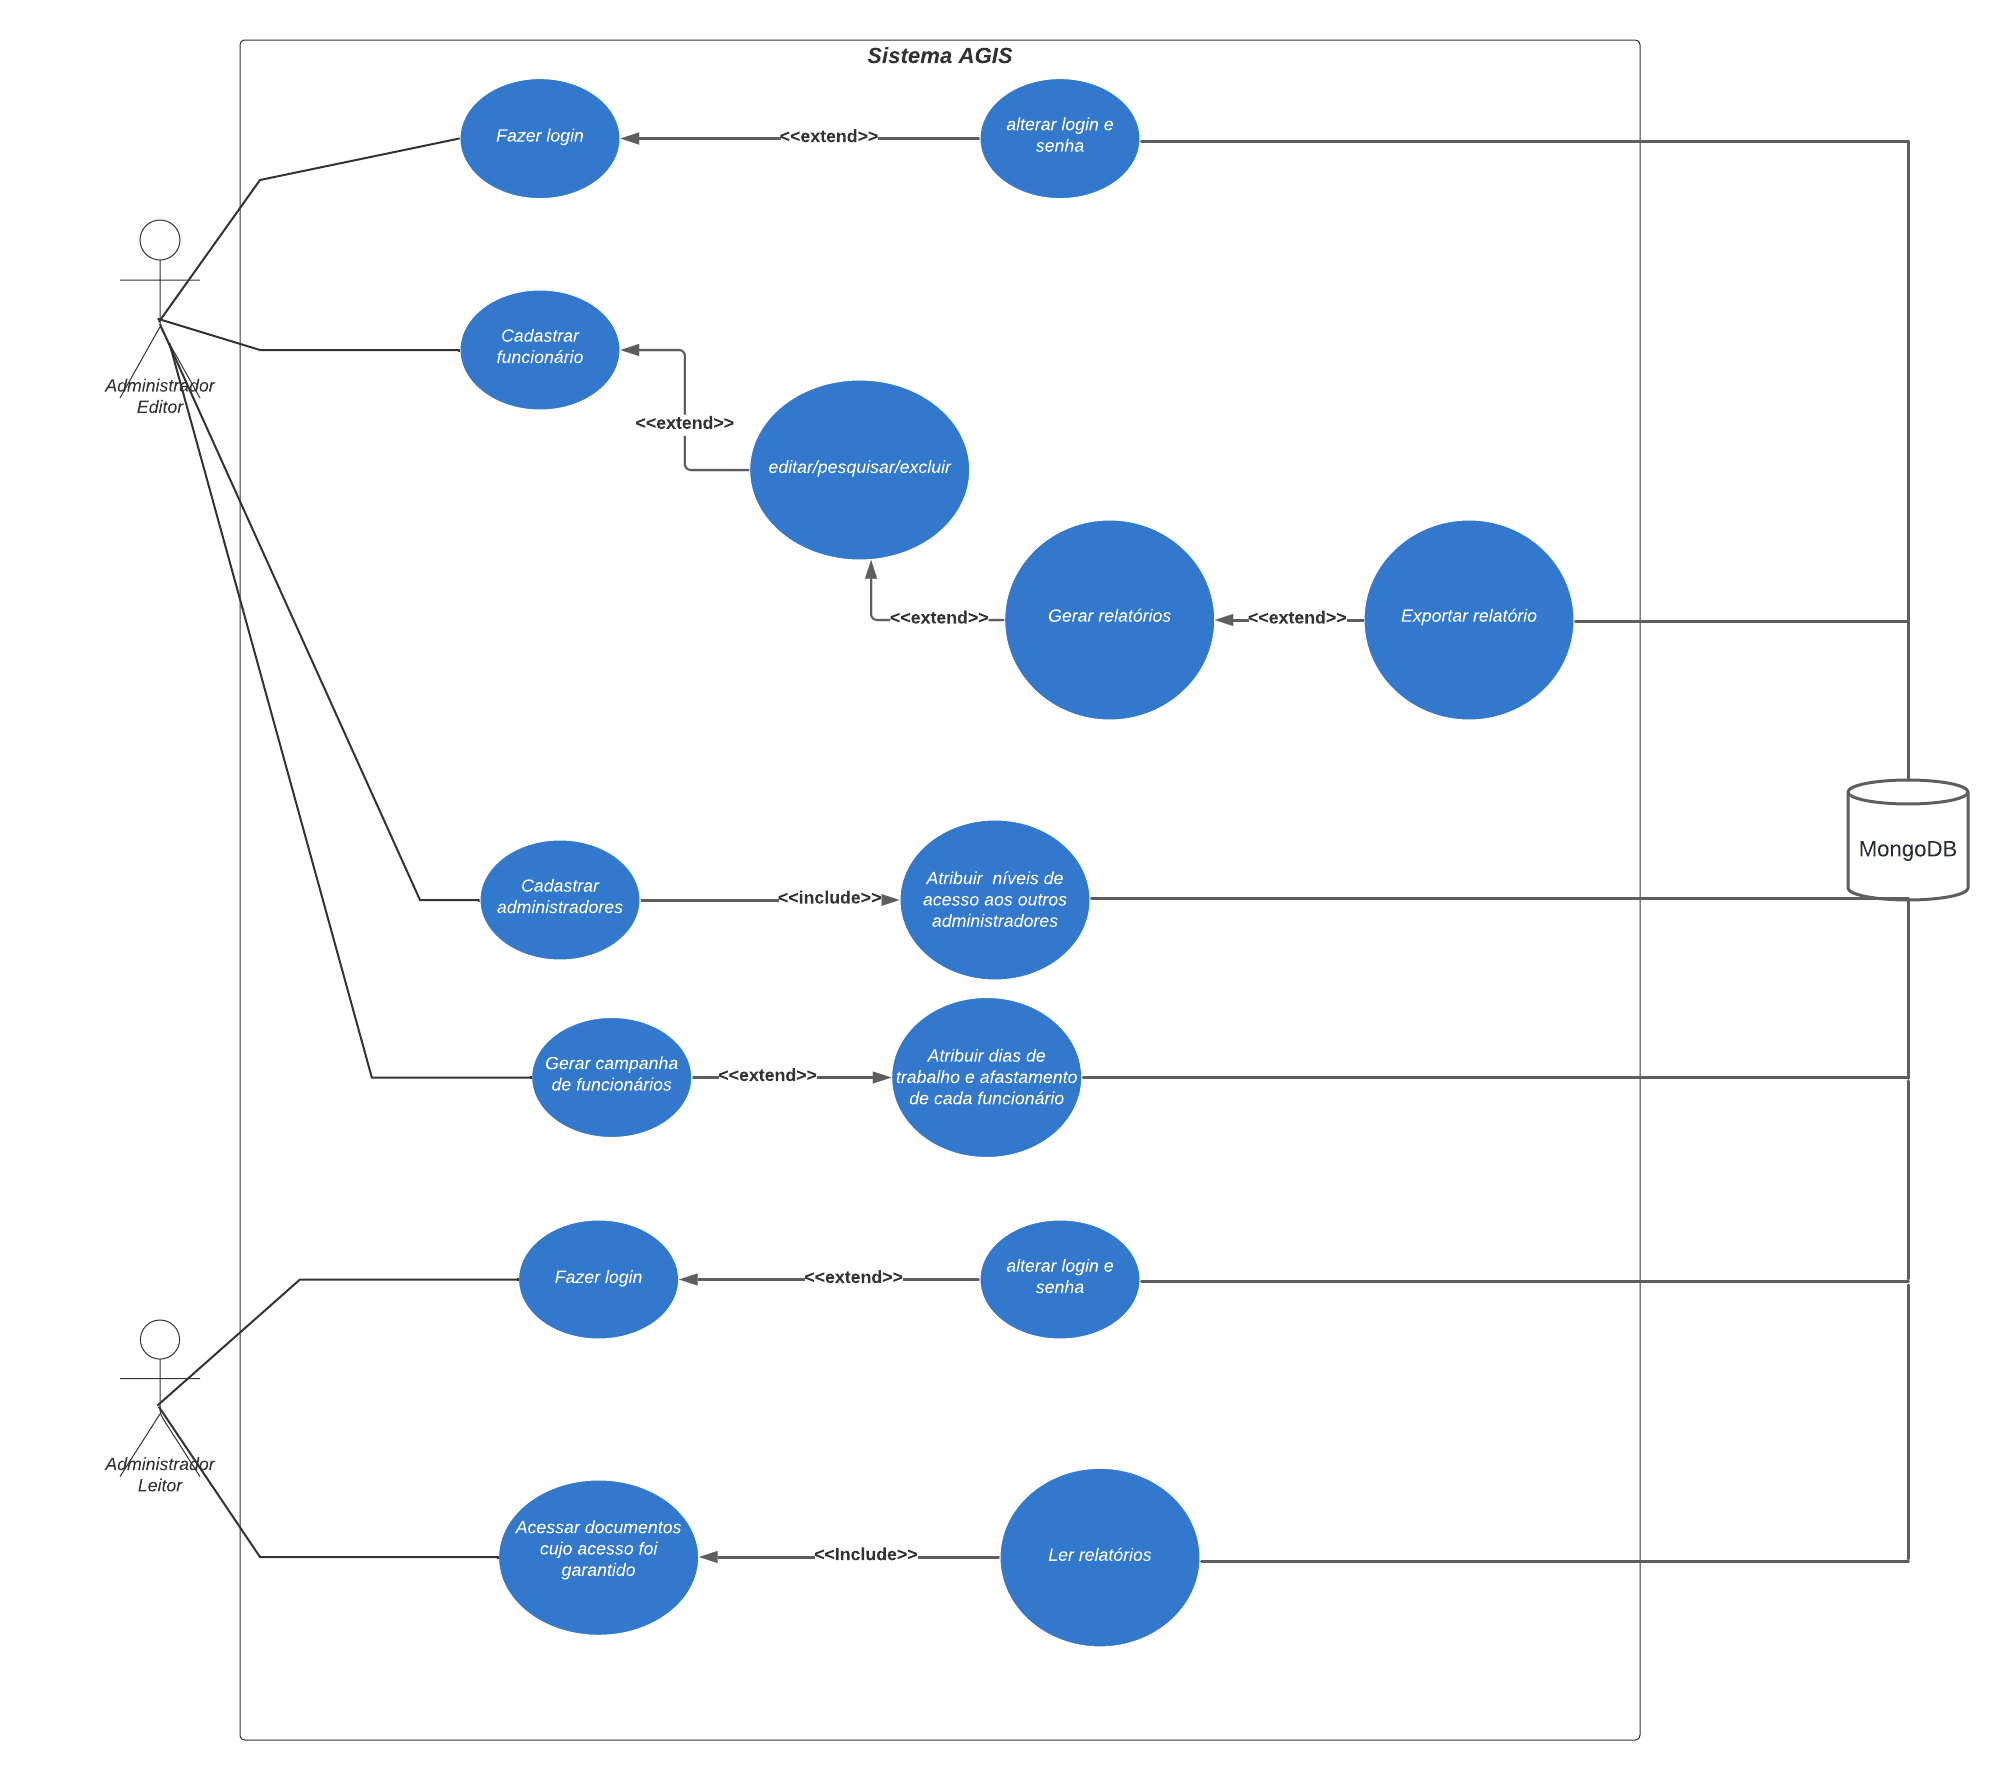 Sistema AGIS
Fazer login
<<extend>>
alterar login e
senha
Administrador
Editor
Cadastrar
funcionário
<<extend>>
editar/pesquisar/excluir
<<extend>>
Gerar relatórios
<<extend>>
Exportar relatório
MongoDB
Cadastrar
administradores
<<include>>
Atribuir  níveis de
acesso aos outros
administradores
Gerar campanha
de funcionários
<<extend>>
Atribuir dias de
trabalho e afastamento
de cada funcionário
Fazer login
<<extend>>
alterar login e
senha
Administrador
Leitor
Acessar documentos
cujo acesso foi
garantido
<<Include>>
Ler relatórios